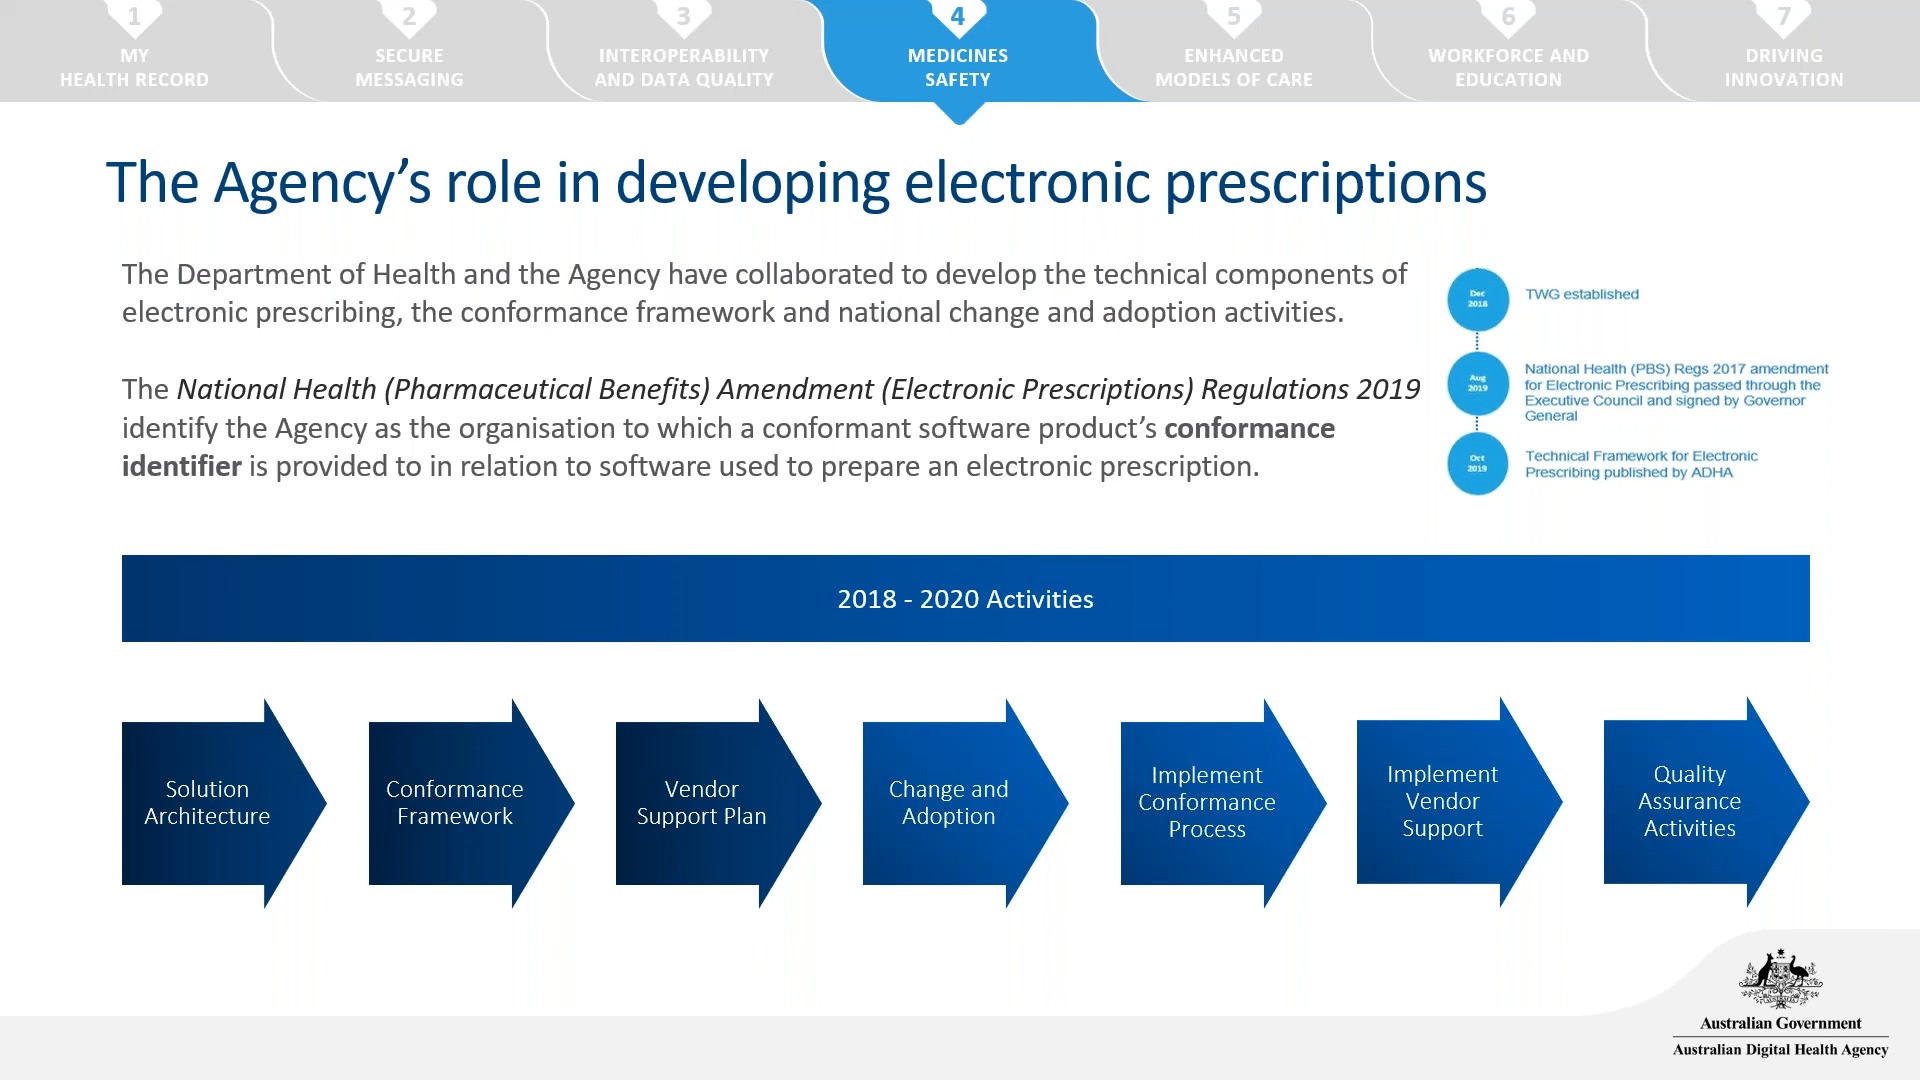 1
MY
HEALTH RECORD
2
SECURE
MESSAGING
3
INTEROPERABILITY
AND DATA QUALITY
4
MEDICINES
SAFETY
5
ENHANCED
MODELS OF CARE
6
WORKFORCE AND
EDUCATION
7
DRIVING
INNOVATION
The Agency’s role in developing electronic prescriptions
The Department of Health and the Agency have collaborated to develop the technical components of
electronic prescribing, the conformance framework and national change and adoption activities.
The National Health (Pharmaceutical Benefits) Amendment (Electronic Prescriptions) Regulations 2019
identify the Agency as the organisation to which a conformant software product’s conformance
identifier is provided to in relation to software used to prepare an electronic prescription.
Dec
2018
TWG established
Aug
2019
National Health (PBS) Regs 2017 amendment
for Electronic Prescribing passed through the
Executive Council and signed by Governor
General
Oct
2019
Technical Framework for Electronic
Prescribing published by ADHA
2018 - 2020 Activities
Solution
Architecture
Conformance
Framework
Vendor
Support Plan
Change and
Adoption
Implement
Conformance
Process
Implement
Vendor
Support
Quality
Assurance
Activities
Australian Government
Australian Digital Health Agency